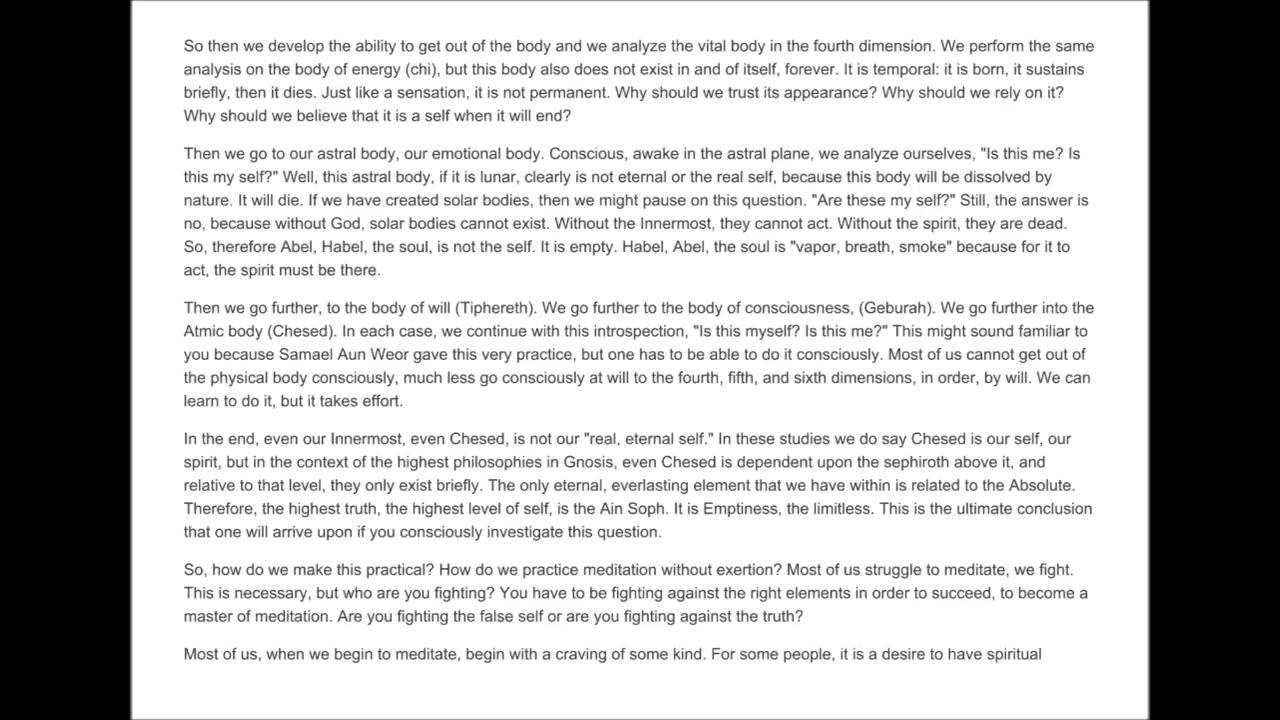 So then we develop the ability to get out of the body and we analyze the vital body in the fourth dimension. We perform the same
analysis on the body of energy (chi), but this body also does not exist in and of itself, forever. It is temporal: it is born, it sustains
briefly, then it dies. Just like a sensation, it is not permanent. Why should we trust its appearance? Why should we rely on it?
Why should we believe that it is a self when it will end?
Then we go to our astral body, our emotional body. Conscious, awake in the astral plane, we analyze ourselves, "Is this me? Is
this my self?" Well, this astral body, if it is lunar, clearly is not eternal or the real self, because this body will be dissolved by
nature. It will die. If we have created solar bodies, then we might pause on this question. "Are these my self?" Still, the answer is
no, because without God, solar bodies cannot exist. Without the Innermost, they cannot act. Without the spirit, they are dead.
So, therefore Abel, Habel, the soul, is not the self. It is empty. Habel, Abel, the soul is "vapor, breath, smoke" because for it to
act, the spirit must be there.
Then we go further, to the body of will (Tiphereth). We go further to the body of consciousness, (Geburah). We go further into the
Atmic body (Chesed). In each case, we continue with this introspection, "Is this myself? Is this me?" This might sound familiar to
you because Samael Aun Weor gave this very practice, but one has to be able to do it consciously. Most of us cannot get out of
the physical body consciously, much less go consciously at will to the fourth, fifth, and sixth dimensions, in order, by will. We can
learn to do it, but it takes effort.
In the end, even our Innermost, even Chesed, is not our "real, eternal self." In these studies we do say Chesed is our self, our
spirit, but in the context of the highest philosophies in Gnosis, even Chesed is dependent upon the sephiroth above it, and
relative to that level, they only exist briefly. The only eternal, everlasting element that we have within is related to the Absolute.
Therefore, the highest truth, the highest level of self, is the Ain Soph. It is Emptiness, the limitless. This is the ultimate conclusion
that one will arrive upon if you consciously investigate this question.
So, how do we make this practical? How do we practice meditation without exertion? Most of us struggle to meditate, we fight.
This is necessary, but who are you fighting? You have to be fighting against the right elements in order to succeed, to become a
master of meditation. Are you fighting the false self or are you fighting against the truth?
Most of us, when we begin to meditate, begin with a craving of some kind. For some people, it is a desire to have spiritual